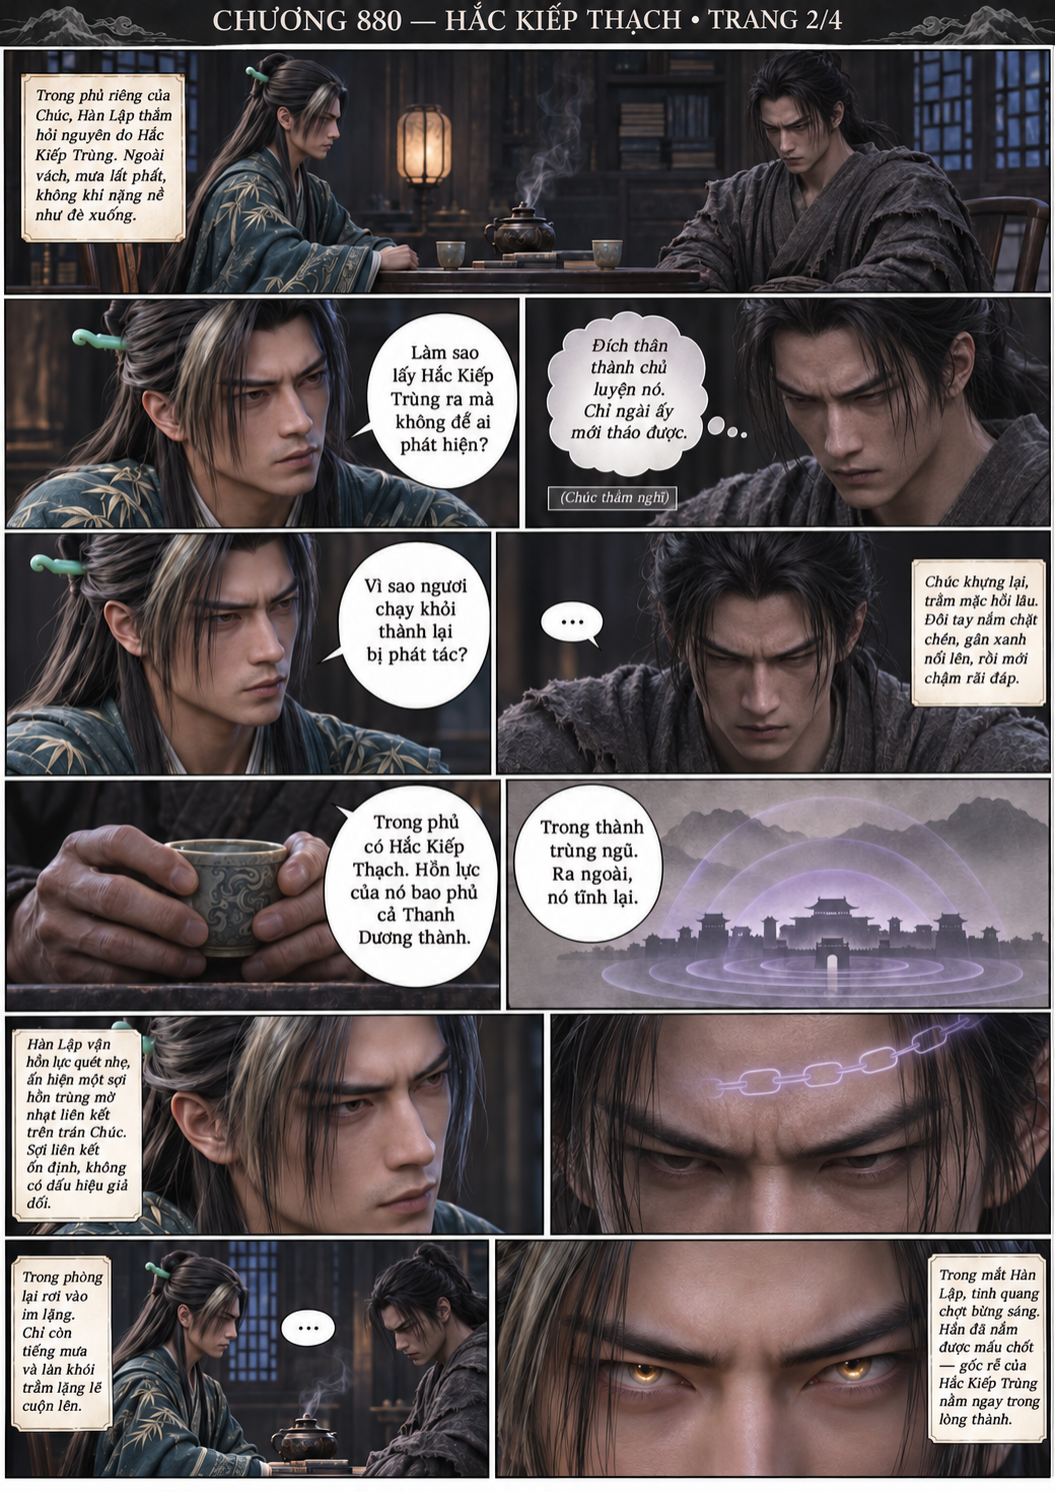 CHƯƠNG 880 — HẮC KIẾP THẠCH • TRANG 2/4
Trong phủ riêng của
Chúc, Hàn Lập thắm
hỏi nguyên do Hắc
Kiếp Trùng. Ngoài
vách, mưa lất phất,
không khí nặng nề
như đè xuống.
Làm sao
lấy Hắc Kiếp
Trùng ra mà
không để ai
phát hiện?
Đích thân
thành chủ
luyện nó.
Chỉ ngài ấy
mới tháo được.
(Chúc thầm nghĩ)
Vì sao ngươi
chạy khỏi
thành lại
bị phát tác?
...
Chúc khựng lại,
trầm mặc hồi lâu.
Đôi tay nắm chặt
chén, gân xanh
nổi lên, rồi mới
chậm rãi đáp.
Trong phủ
có Hắc Kiếp
Thạch. Hồn lực
của nó bao phủ
cả Thanh
Dương thành.
Trong thành
trùng ngũ.
Ra ngoài,
nó tĩnh lại.
Hàn Lập vận
hồn lực quét nhẹ,
ẩn hiện một sợi
hồn trùng mờ
nhạt liên kết
trên trán Chúc.
Sợi liên kết
ổn định, không
có dấu hiệu giả
dối.
Trong phòng
lại rơi vào
im lặng.
Chỉ còn
tiếng mưa
và làn khói
trầm lặng lẽ
cuộn lên.
...
Trong mắt Hàn
Lập, tinh quang
chợt bừng sáng.
Hắn đã nắm
được mấu chốt
— gốc rễ của
Hắc Kiếp Trùng
nằm ngay trong
lòng thành.